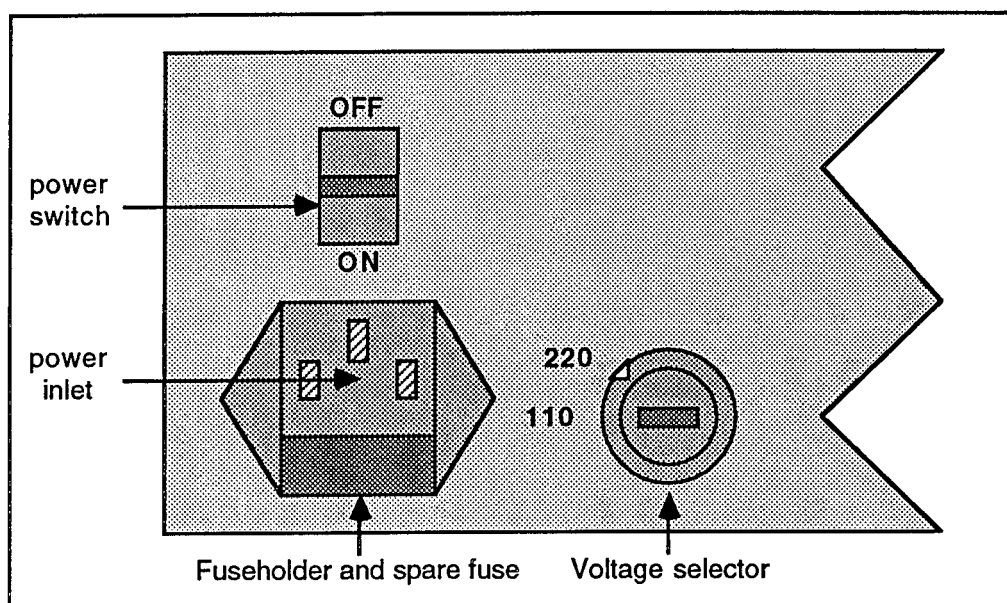 OFF
power
switch
ON
power
inlet
220
110
Fuseholder and spare fuse
Voltage selector